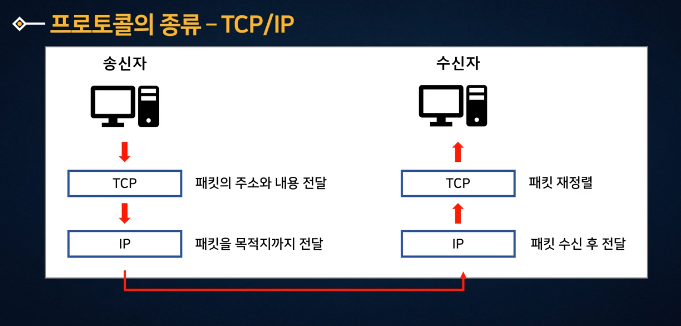 프로토콜의 종류 – TCP/IP
송신자
수신자
TCP
패킷의 주소와 내용 전달
TCP
패킷 재정렬
IP
패킷을 목적지까지 전달
IP
패킷 수신 후 전달